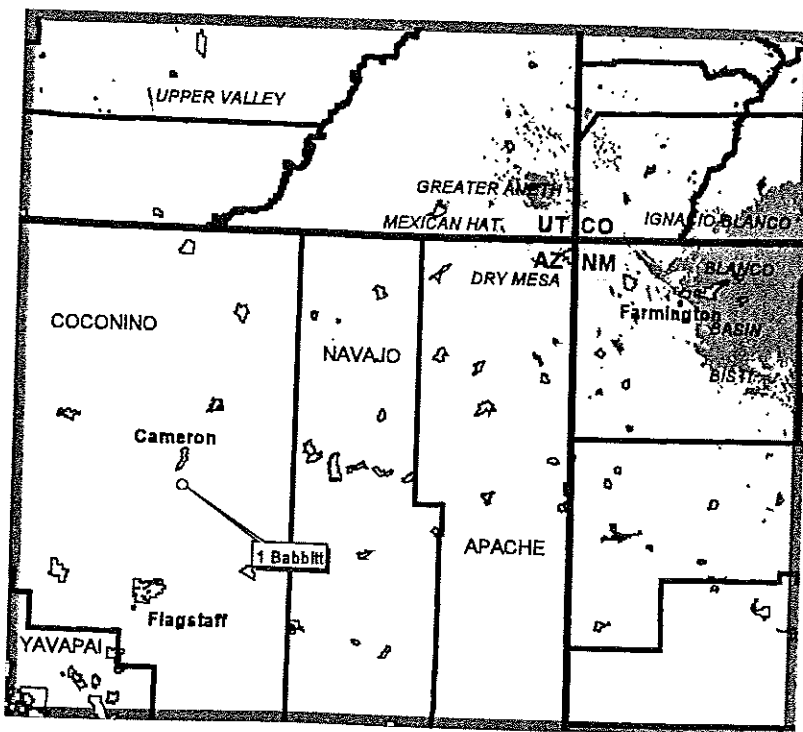 UPPER VALLEY
GREATER ANETH
MEXICAN HAT
UT CO
IGNACIO BLANCO
AZ NM
DRY MESA
BLANCO
Farmington
BASIN
BISTI
COCONINO
NAVAJO
Cameron
1 Babbitt
APACHE
Flagstaff
YAVAPAI